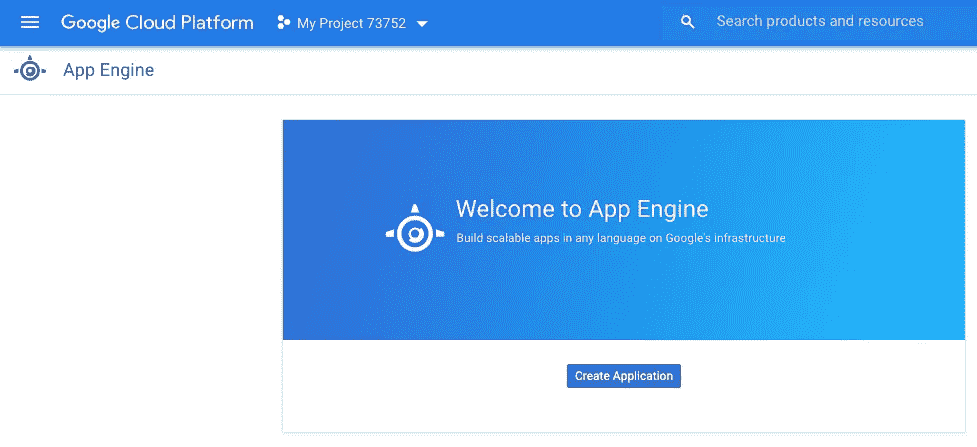 Google Cloud Platform
My Project 73752
Search products and resources
App Engine
Welcome to App Engine
Build scalable apps in any language on Google's infrastructure
Create Application